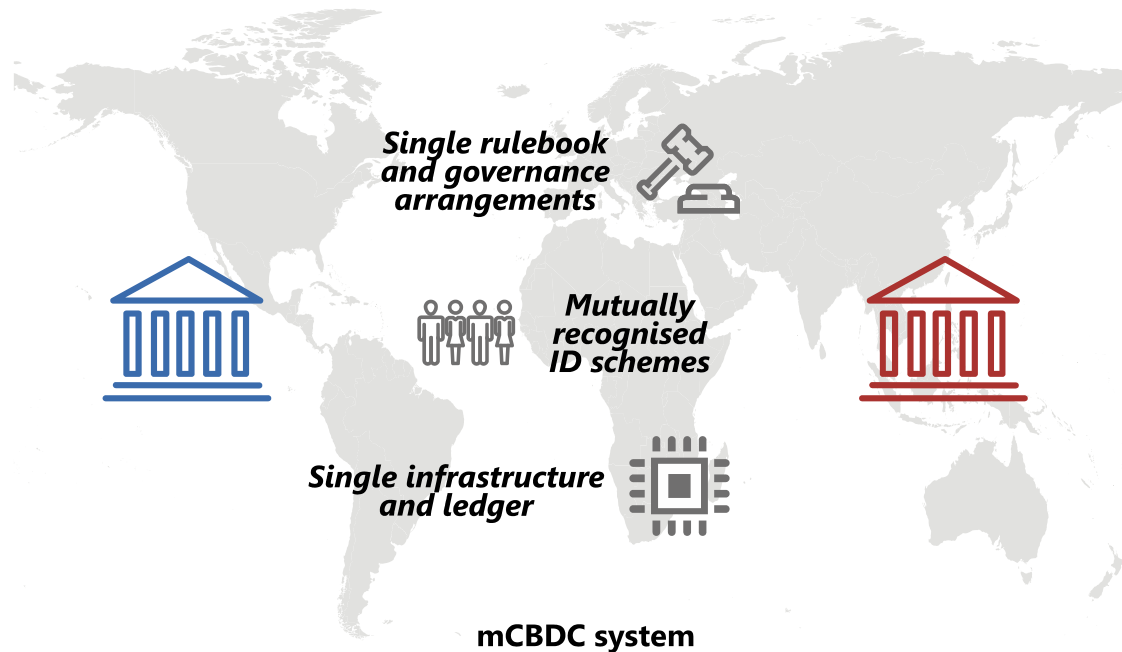 Single rulebook
and governance
arrangements
Mutually
recognised
ID schemes
Single infrastructure
and ledger
mCBDC system